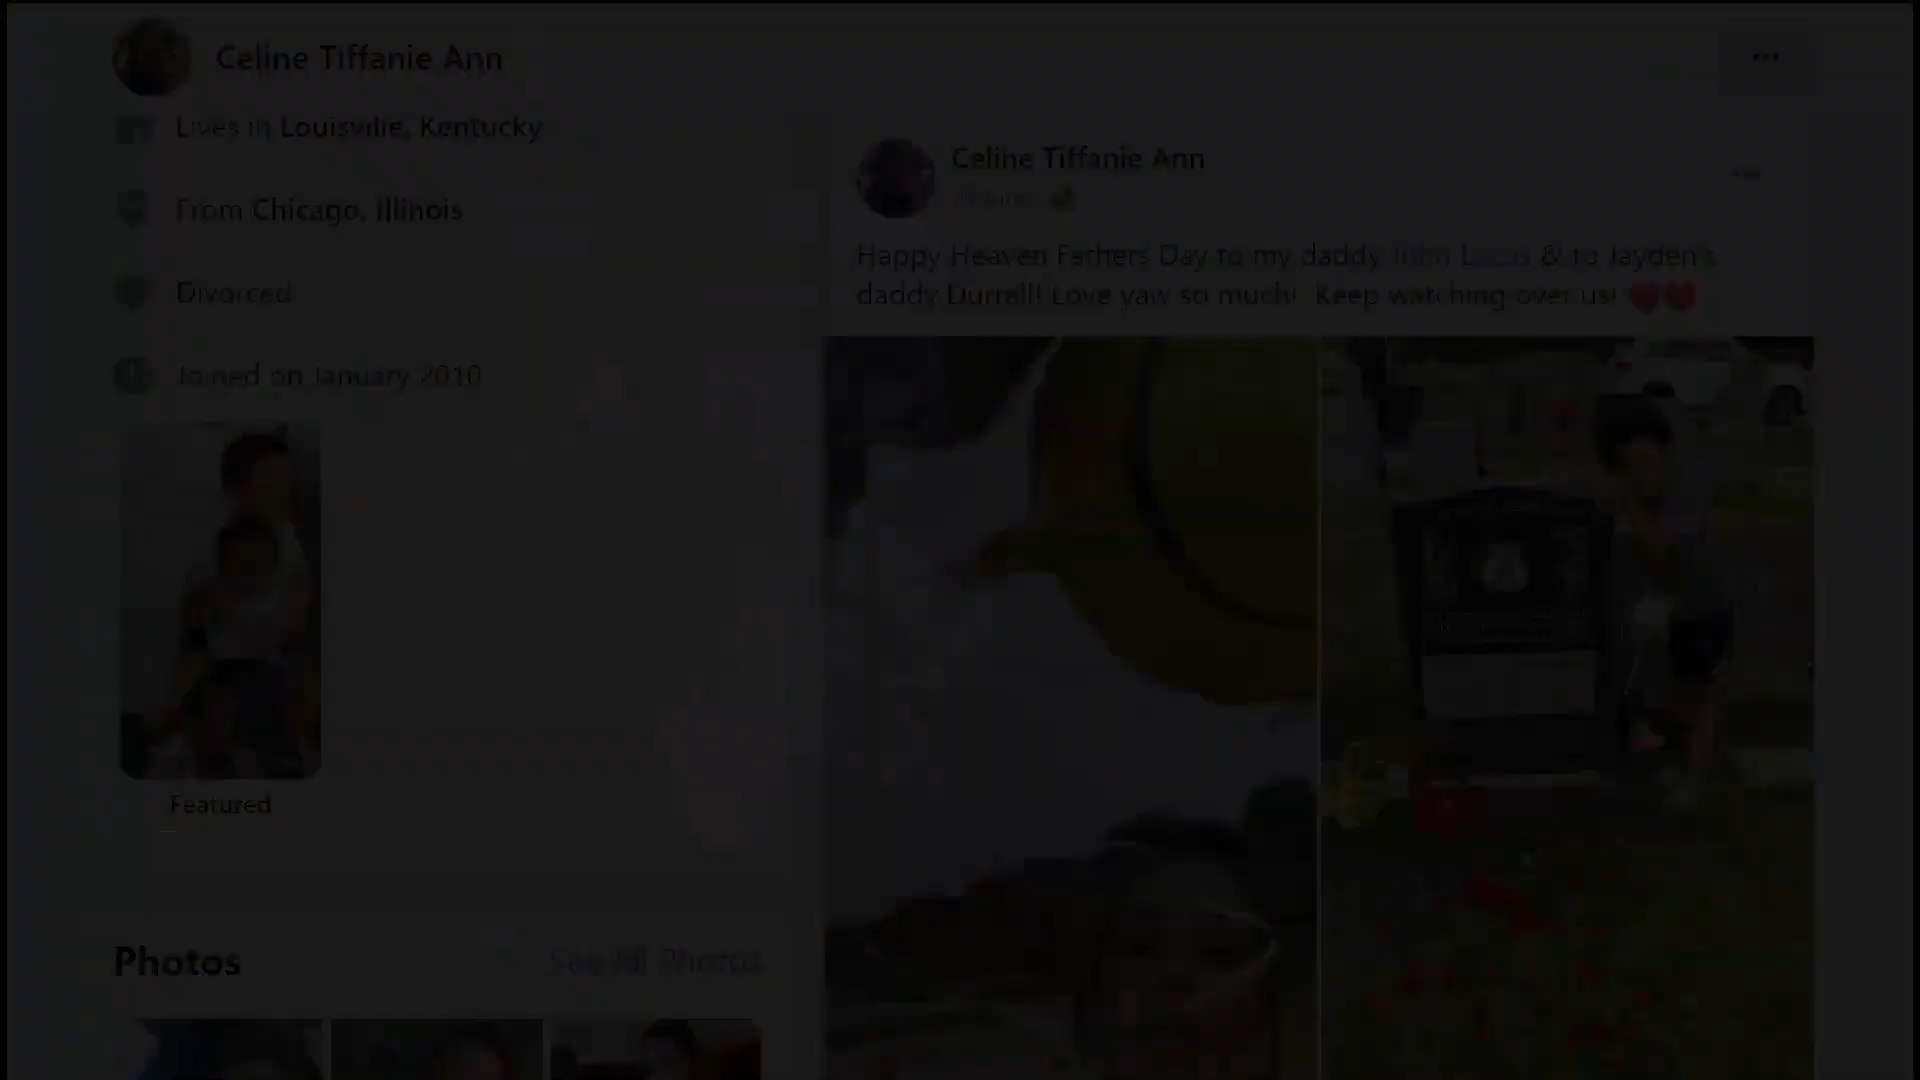 Celine Tiffanie Ann
Lives in Louisville, Kentucky
From Chicago, Illinois
Divorced
Joined on January 2010
Featured
Photos
See All Photos
Celine Tiffanie Ann
Happy Heaven Fathers Day to my daddy John Lucas & to Jayden's
daddy Durrell! Love yaw so much! Keep watching over us! ❤️❤️